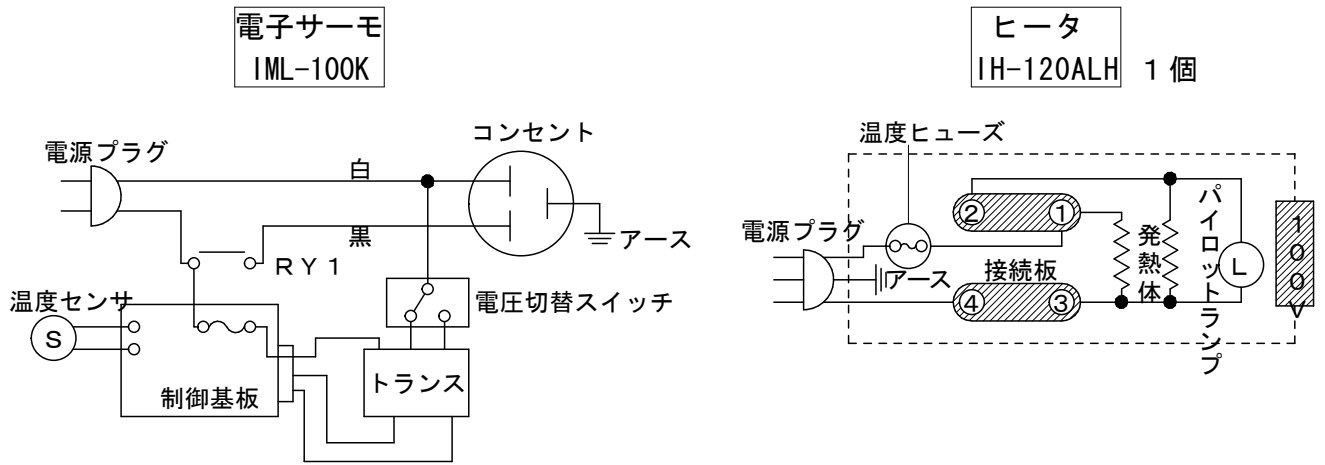 電子サーモ
IML-100K
ヒータ
IH-120ALH 1個
コンセント
温度ヒューズ
電源プラグ
白
黒
アース
RY1
温度センサ
S
電圧切替スイッチ
トランス
制御基板
電源プラグ
アース
②
①
接続板
④
③
発熱体
パイロットランプ
L
100V